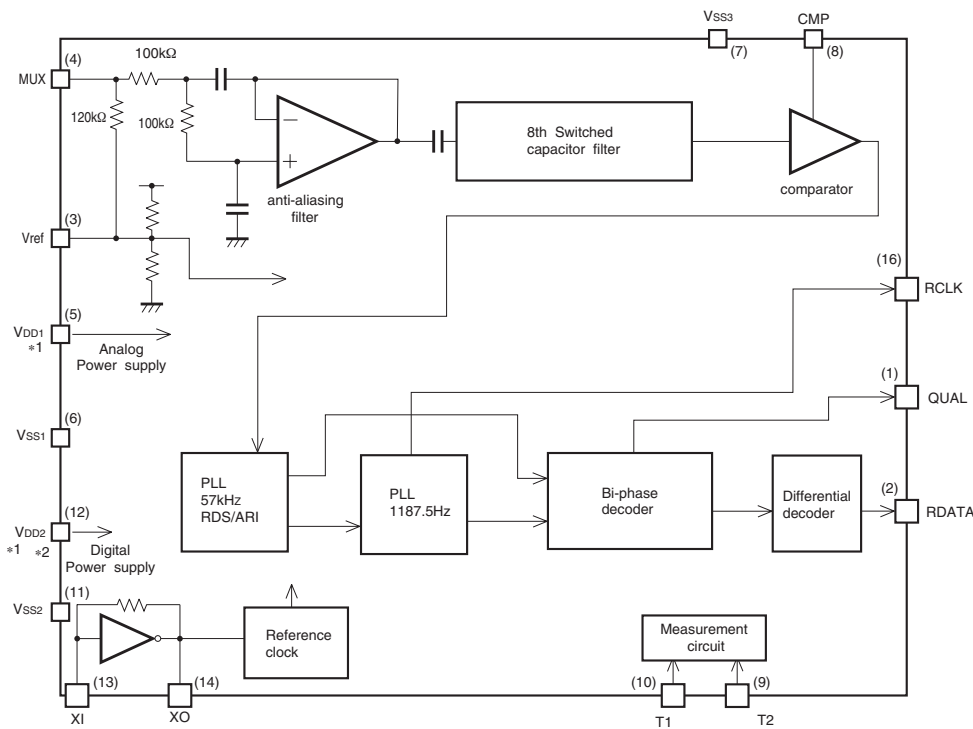 VSS3
CMP
(7)
(8)
(4)
100kΩ
MUX
120kΩ
100kΩ
−
+
anti-aliasing
filter
8th Switched
capacitor filter
comparator
(3)
Vref
(16)
RCLK
(5)
VDD1
*1
Analog
Power supply
(1)
QUAL
(6)
VSS1
PLL
57kHz
RDS/ARI
PLL
1187.5Hz
Bi-phase
decoder
Differential
decoder
(2)
RDATA
(12)
VDD2
*1 *2
Digital
Power supply
(11)
VSS2
Reference
clock
Measurement
circuit
(13)
XI
(14)
XO
(10)
T1
(9)
T2